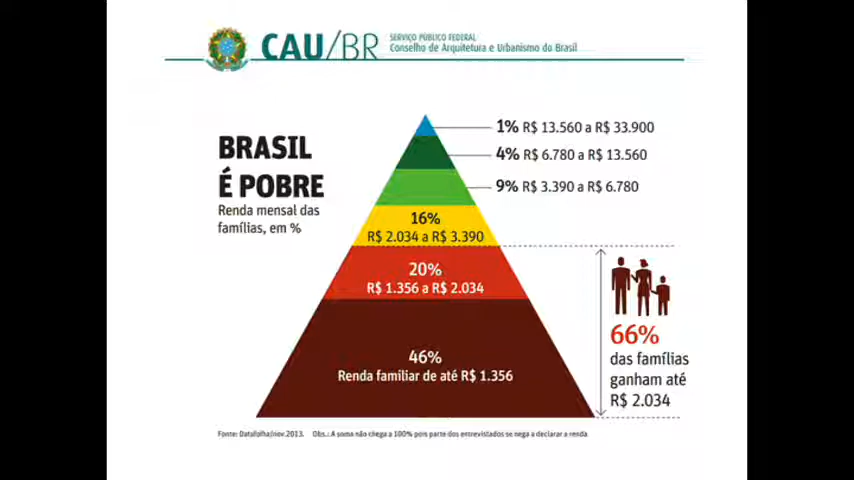 CAU/BR
SERVIÇO PÚBLICO FEDERAL
Conselho de Arquitetura e Urbanismo do Brasil
BRASIL
É POBRE
Renda mensal das
famílias, em %
1% R$ 13.560 a R$ 33.900
4% R$ 6.780 a R$ 13.560
9% R$ 3.390 a R$ 6.780
16%
R$ 2.034 a R$ 3.390
20%
R$ 1.356 a R$ 2.034
46%
Renda familiar de até R$ 1.356
66%
das famílias
ganham até
R$ 2.034
Fonte: Datafolha/nov.2013. Obs.: A soma não chega a 100% pois parte dos entrevistados se nega a declarar a renda.